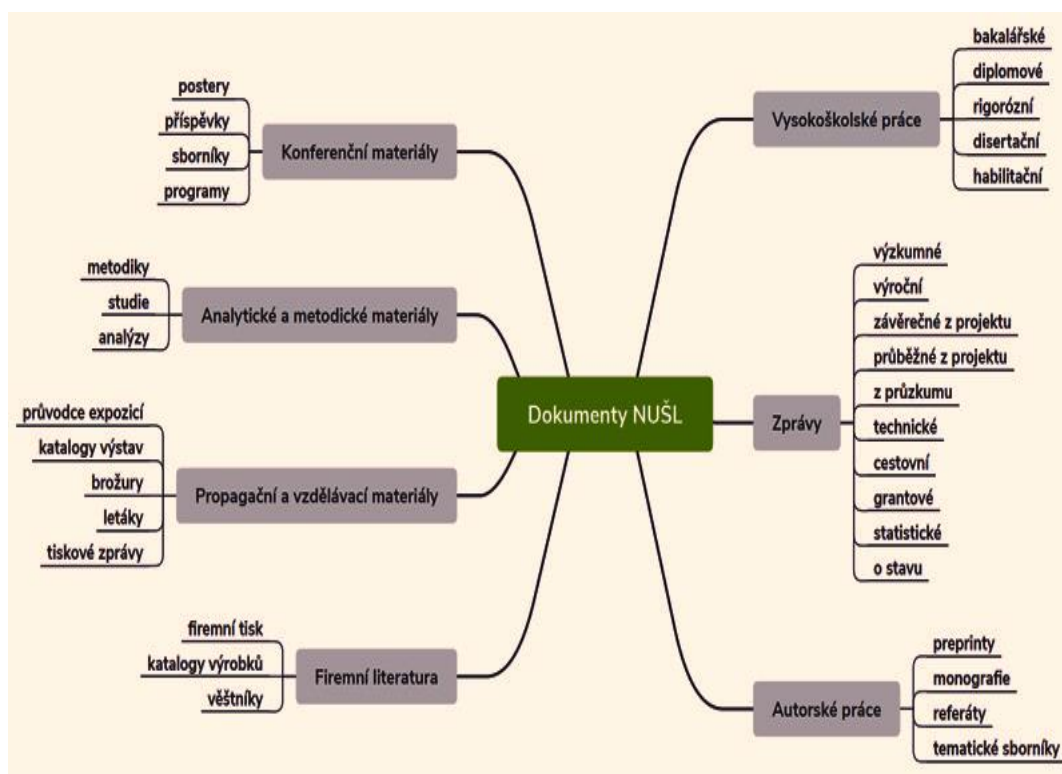 Dokumenty NUŠL
Konferenční materiály
postery
příspěvky
sborníky
programy
Analytické a metodické materiály
metodiky
studie
analýzy
Propagační a vzdělávací materiály
průvodce expozicí
katalogy výstav
brožury
letáky
tiskové zprávy
Firemní literatura
firemní tisk
katalogy výrobků
věštníky
Vysokoškolské práce
bakalářské
diplomové
rigorózní
disertační
habilitační
Zprávy
výzkumné
výroční
závěrečné z projektu
průběžné z projektu
z průzkumu
technické
cestovní
grantové
statistické
o stavu
Autorské práce
preprinty
monografie
referáty
tematické sborníky